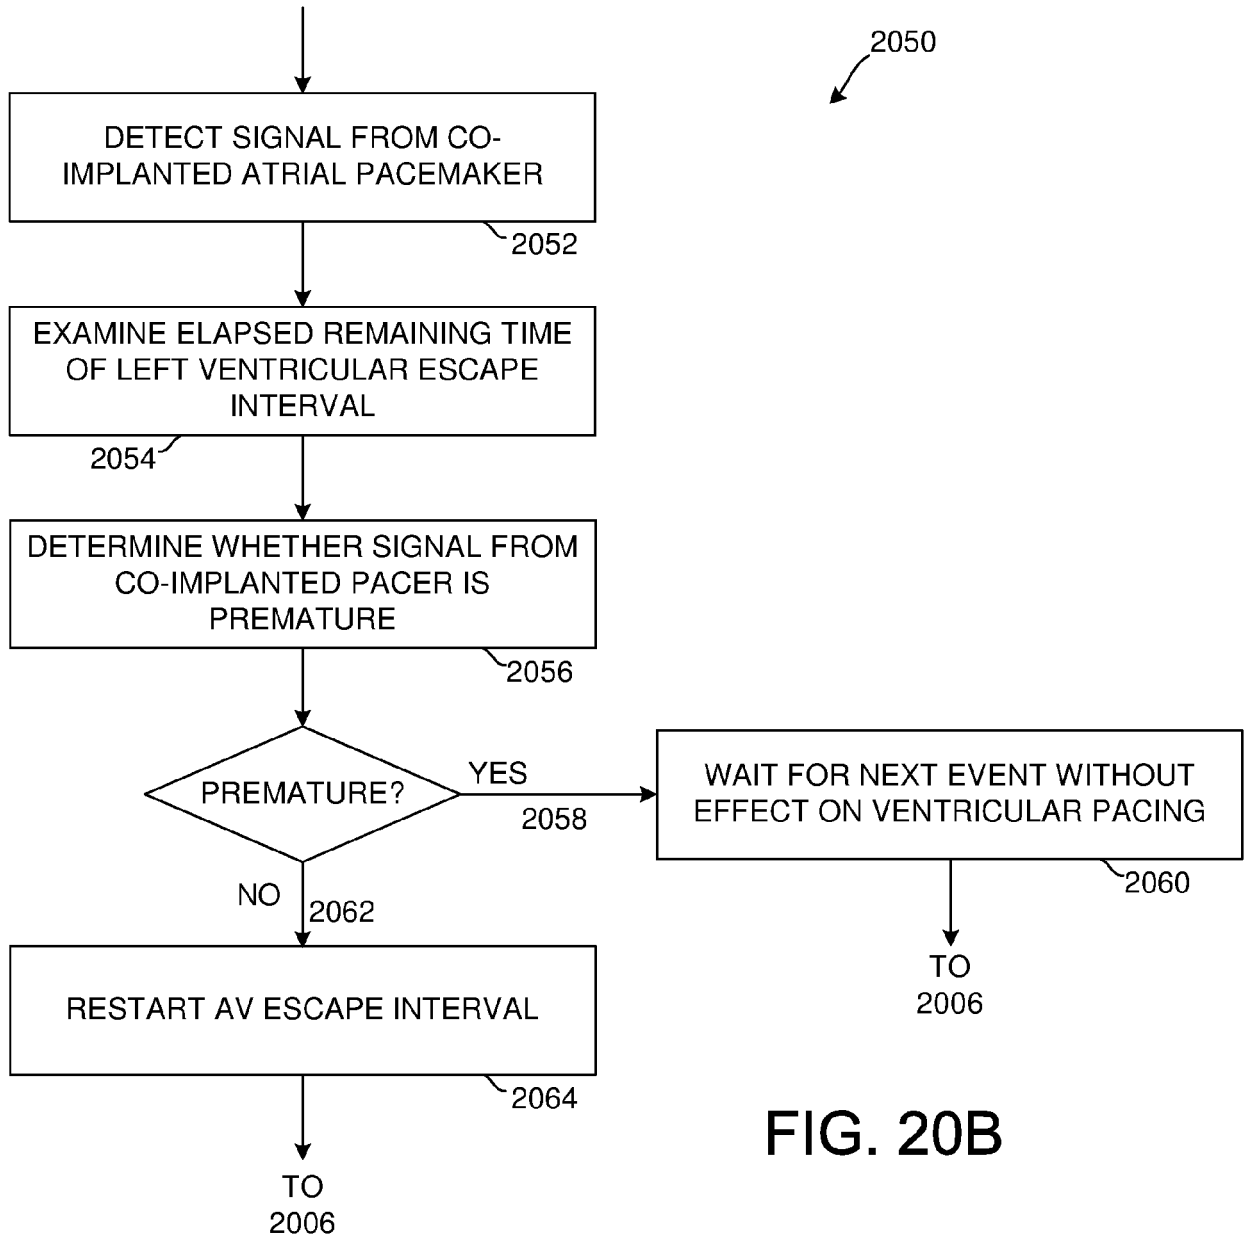 2050
DETECT SIGNAL FROM CO-
IMPLANTED ATRIAL PACEMAKER
2052
EXAMINE ELAPSED REMAINING TIME
OF LEFT VENTRICULAR ESCAPE
INTERVAL
2054
DETERMINE WHETHER SIGNAL FROM
CO-IMPLANTED PACER IS
PREMATURE
2056
PREMATURE?
YES
2058
WAIT FOR NEXT EVENT WITHOUT
EFFECT ON VENTRICULAR PACING
2060
TO
2006
NO
2062
RESTART AV ESCAPE INTERVAL
2064
TO
2006
FIG. 20B